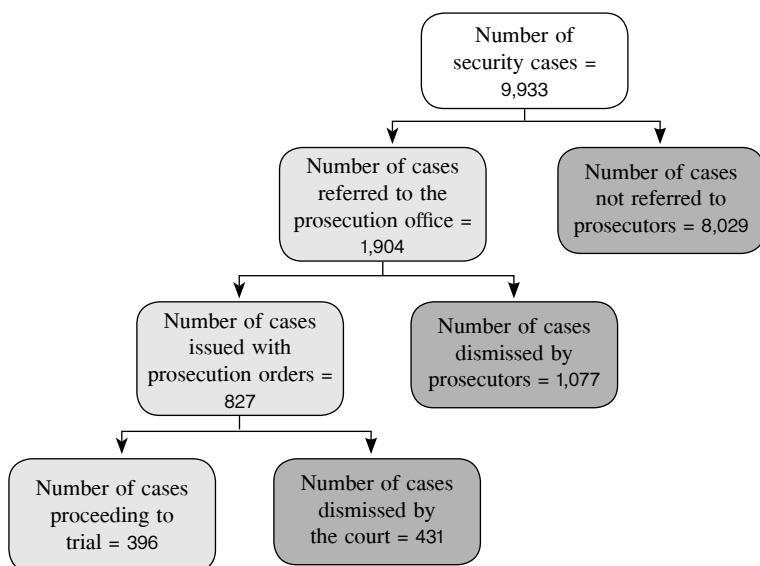 Number of
security cases =
9,933
Number of cases
referred to the
prosecution office =
1,904
Number of cases
not referred to
prosecutors = 8,029
Number of cases
issued with
prosecution orders =
827
Number of cases
dismissed by
prosecutors = 1,077
Number of cases
proceeding to
trial = 396
Number of cases
dismissed by
the court = 431